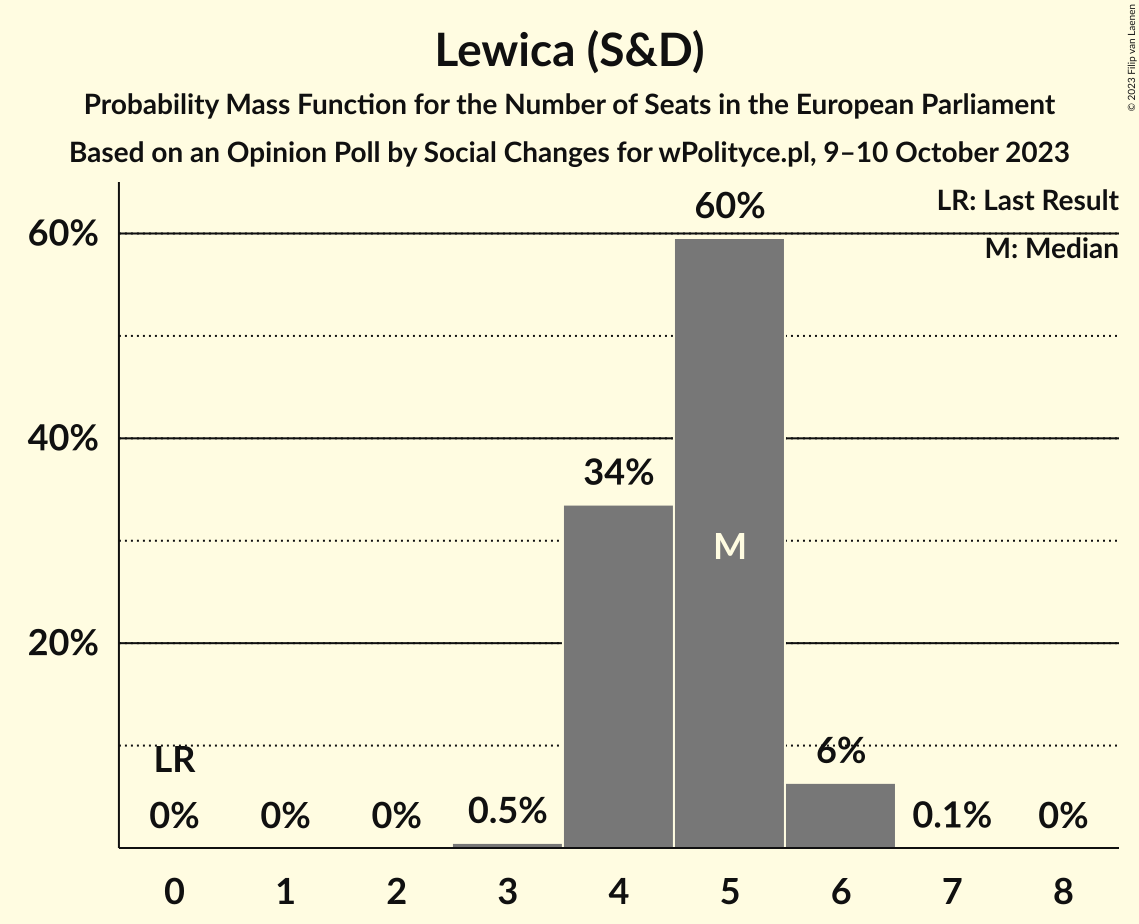 Lewica (S&D)
Probability Mass Function for the Number of Seats in the European Parliament
Based on an Opinion Poll by Social Changes for wPolityce.pl, 9–10 October 2023
© 2023 Filip van Laenen
LR: Last Result
M: Median
60%
40%
20%
LR
0%
0%
0%
0.5%
34%
60%
M
6%
0.1%
0%
0 1 2 3 4 5 6 7 8